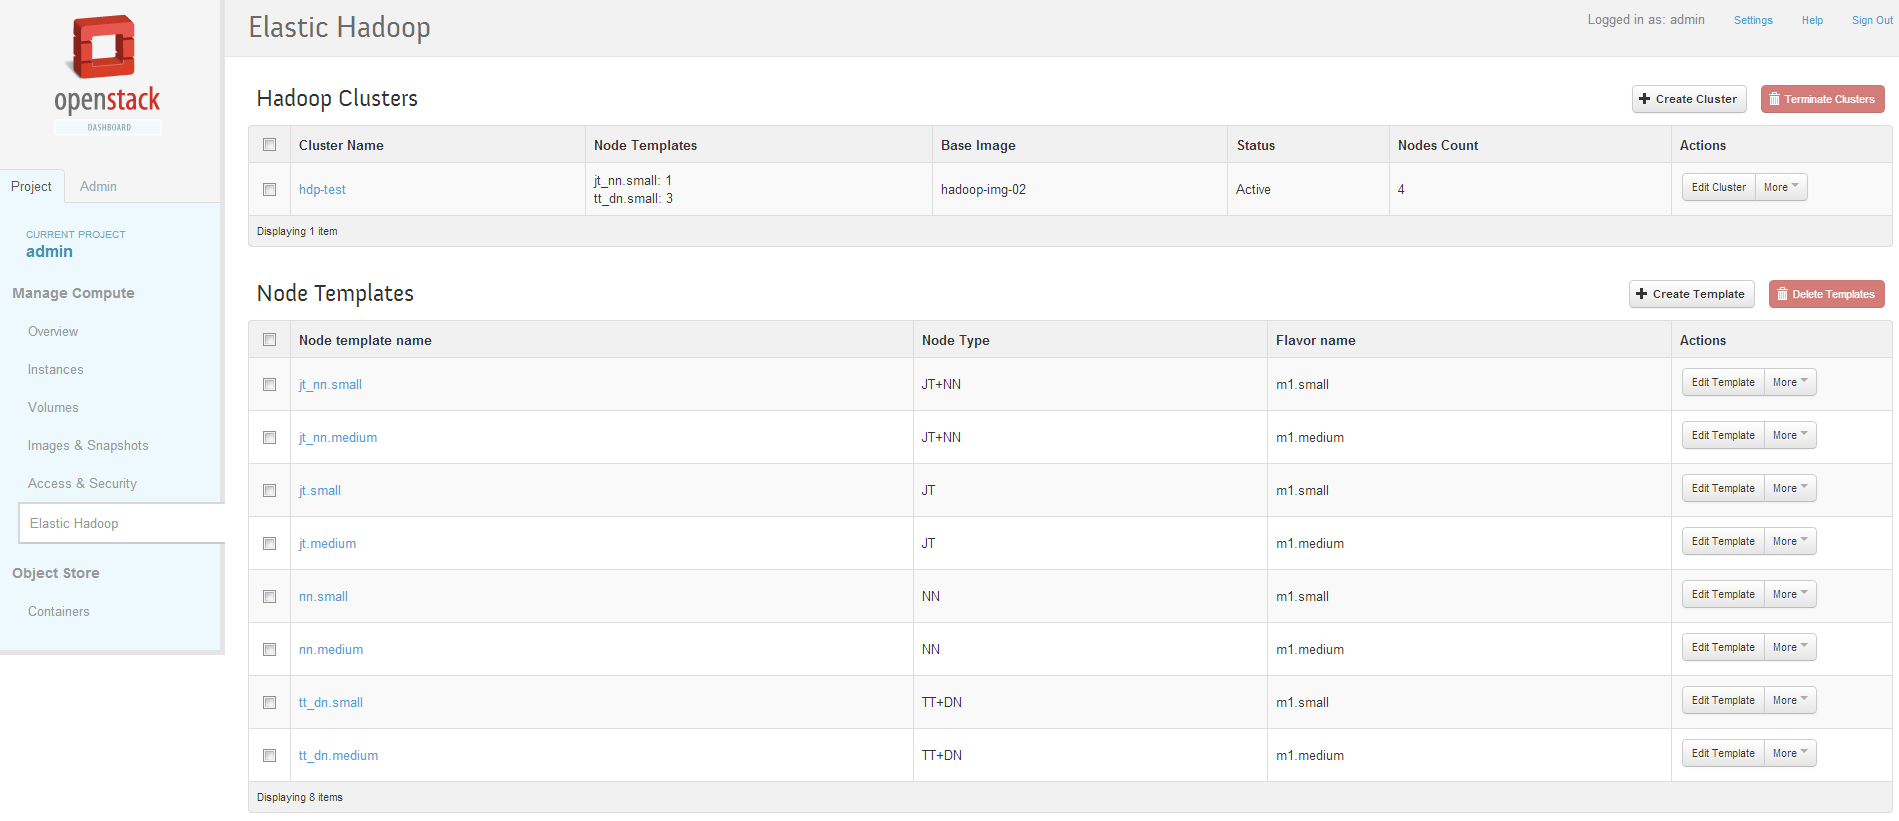 openstack
DASHBOARD
Project Admin
CURRENT PROJECT
admin
Manage Compute
Overview
Instances
Volumes
Images & Snapshots
Access & Security
Elastic Hadoop
Object Store
Containers
Elastic Hadoop
Logged in as: admin Settings Help Sign Out
Hadoop Clusters
Create Cluster Terminate Clusters
Cluster Name Node Templates Base Image Status Nodes Count Actions
hdp-test jt_nn.small: 1 hadoop-img-02 Active 4 Edit Cluster More
tt_dn.small: 3
Displaying 1 item
Node Templates
Create Template Delete Templates
Node template name Node Type Flavor name Actions
jt_nn.small JT+NN m1.small Edit Template More
jt_nn.medium JT+NN m1.medium Edit Template More
jt.small JT m1.small Edit Template More
jt.medium JT m1.medium Edit Template More
nn.small NN m1.small Edit Template More
nn.medium NN m1.medium Edit Template More
tt_dn.small TT+DN m1.small Edit Template More
tt_dn.medium TT+DN m1.medium Edit Template More
Displaying 8 items